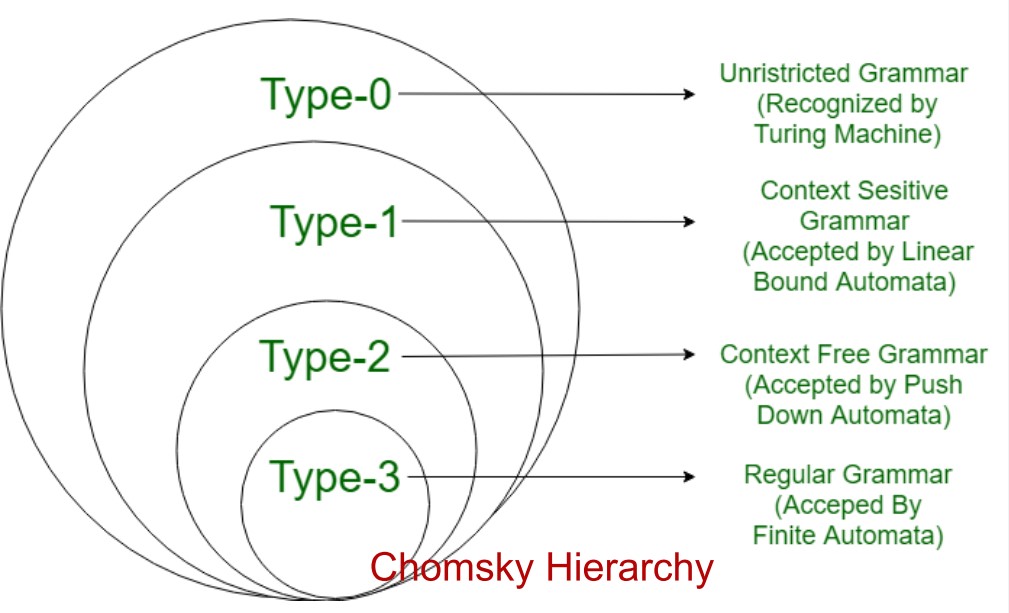 Type-0
Unristricted Grammar
(Recognized by
Turing Machine)
Type-1
Context Sesitive
Grammar
(Accepted by Linear
Bound Automata)
Type-2
Context Free Grammar
(Accepted by Push
Down Automata)
Type-3
Regular Grammar
(Acceped By
Finite Automata)
Chomsky Hierarchy